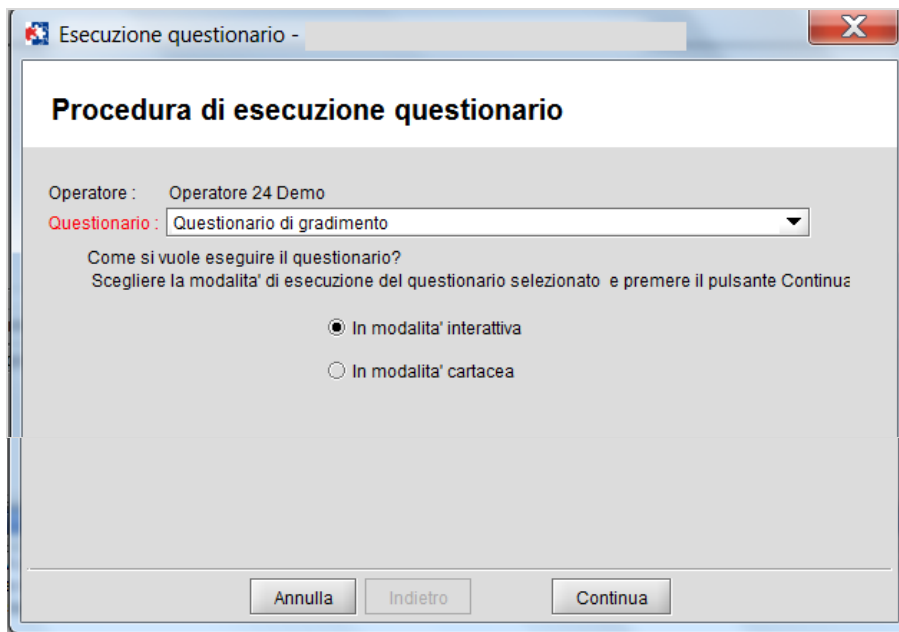 Esecuzione questionario -
Procedura di esecuzione questionario
Operatore : Operatore 24 Demo
Questionario : Questionario di gradimento
Come si vuole eseguire il questionario?
Scegliere la modalita' di esecuzione del questionario selezionato e premere il pulsante Continua
In modalita' interattiva
In modalita' cartacea
Annulla Indietro Continua